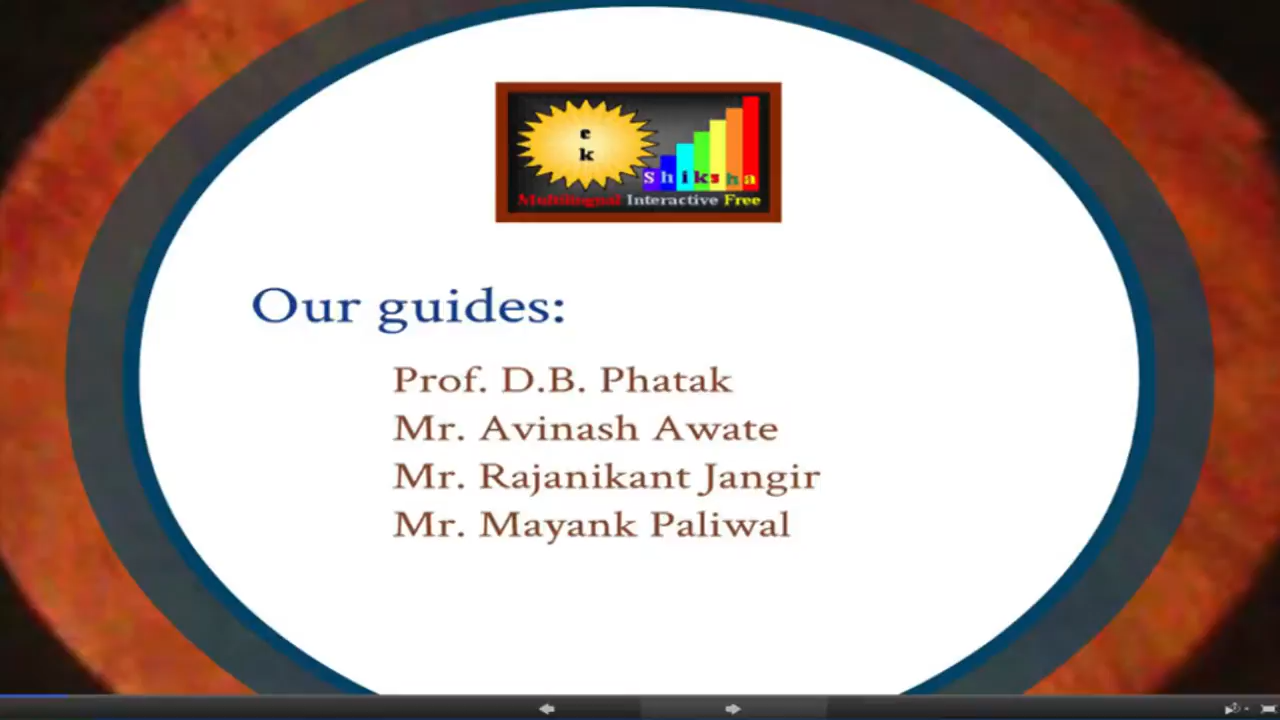 e
k
Shiksha
Multilingual Interactive Free
Our guides:
Prof. D.B. Phatak
Mr. Avinash Awate
Mr. Rajanikant Jangir
Mr. Mayank Paliwal